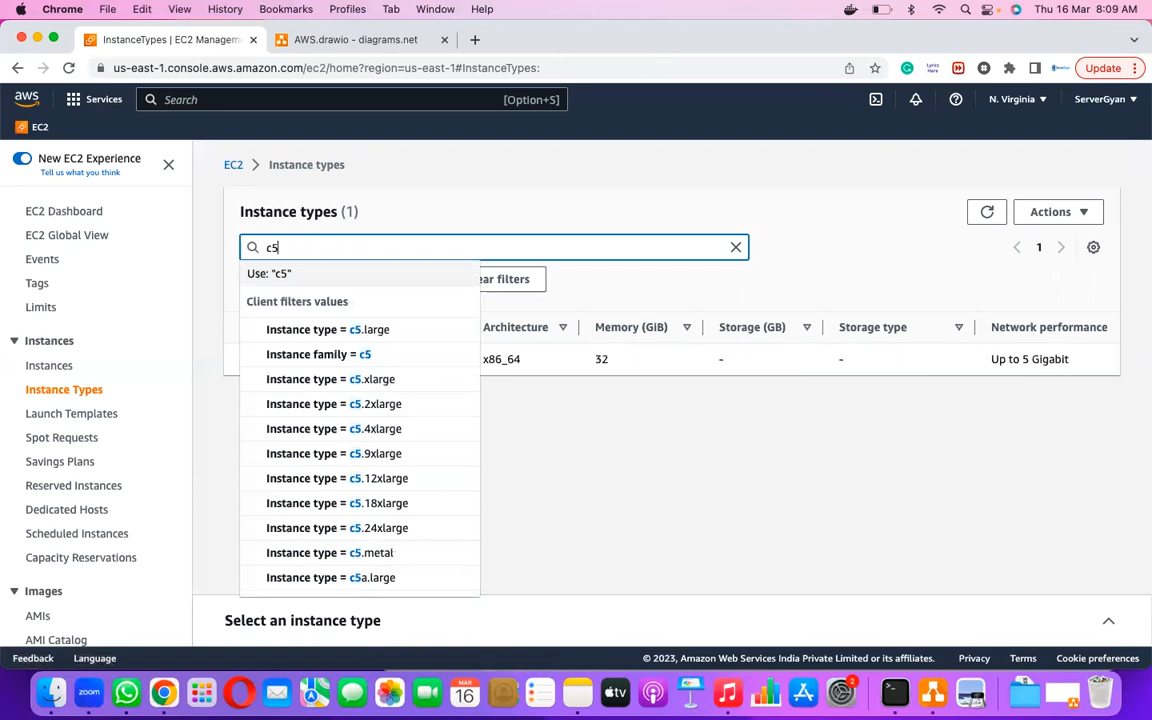 Chrome File Edit View History Bookmarks Profiles Tab Window Help Thu 16 Mar 8:09 AM
InstanceTypes | EC2 Managem AWS.drawio - diagrams.net
us-east-1.console.aws.amazon.com/ec2/home?region=us-east-1#InstanceTypes: Update
aws Services Search [Option+S] N. Virginia ServerGyan
EC2
New EC2 Experience
Tell us what you think
EC2 Dashboard
EC2 Global View
Events
Tags
Limits
Instances
Instances
Instance Types
Launch Templates
Spot Requests
Savings Plans
Reserved Instances
Dedicated Hosts
Scheduled Instances
Capacity Reservations
Images
AMIs
AMI Catalog
EC2 > Instance types
Instance types (1) Actions
c5 1
Use: "c5" ear filters
Client filters values
Instance type = c5.large
Instance family = c5
Instance type = c5.xlarge
Instance type = c5.2xlarge
Instance type = c5.4xlarge
Instance type = c5.9xlarge
Instance type = c5.12xlarge
Instance type = c5.18xlarge
Instance type = c5.24xlarge
Instance type = c5.metal
Instance type = c5a.large
Architecture Memory (GiB) Storage (GB) Storage type Network performance
x86_64 32 - - Up to 5 Gigabit
Select an instance type
Feedback Language © 2023, Amazon Web Services India Private Limited or its affiliates. Privacy Terms Cookie preferences
zoom MAR 16 tv 2